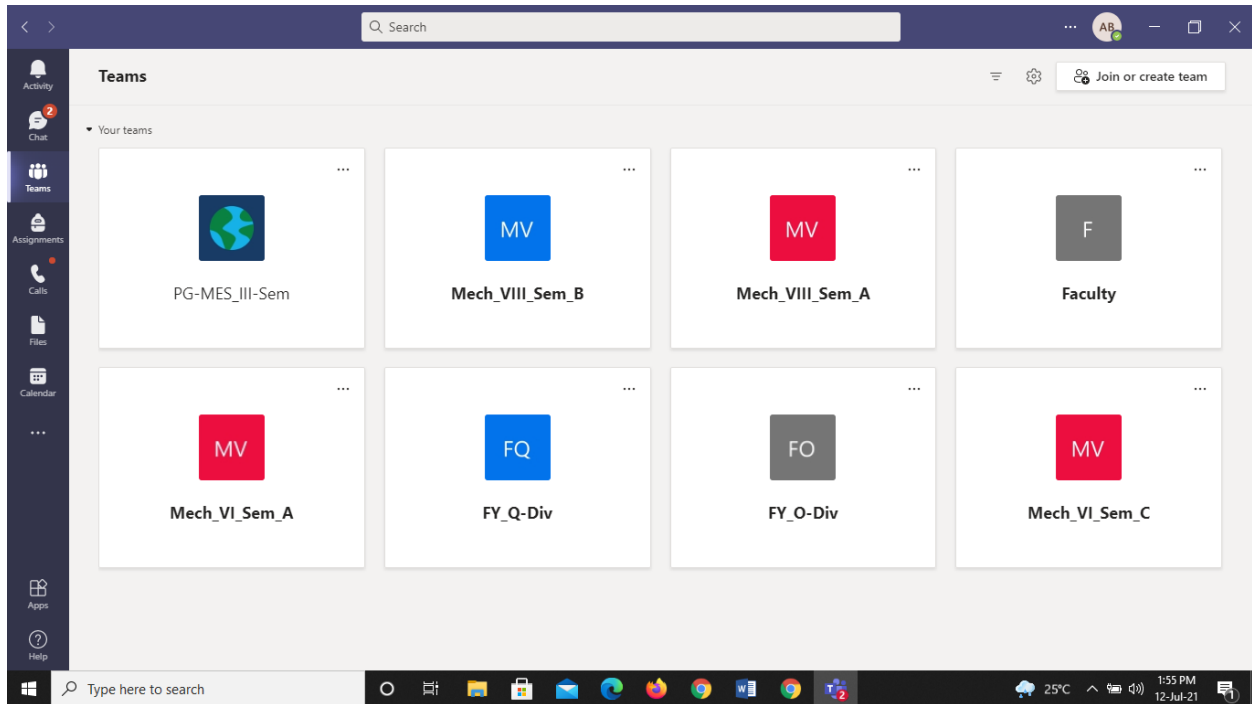 Search
AB
Activity
2
Chat
Teams
Assignments
Calls
Files
Calendar
Apps
Help
Teams
Join or create team
Your teams
PG-MES_III-Sem
MV
Mech_VIII_Sem_B
MV
Mech_VIII_Sem_A
F
Faculty
MV
Mech_VI_Sem_A
FQ
FY_Q-Div
FO
FY_O-Div
MV
Mech_VI_Sem_C
Type here to search
W
T
2
25°C
1:55 PM
12-Jul-21
1